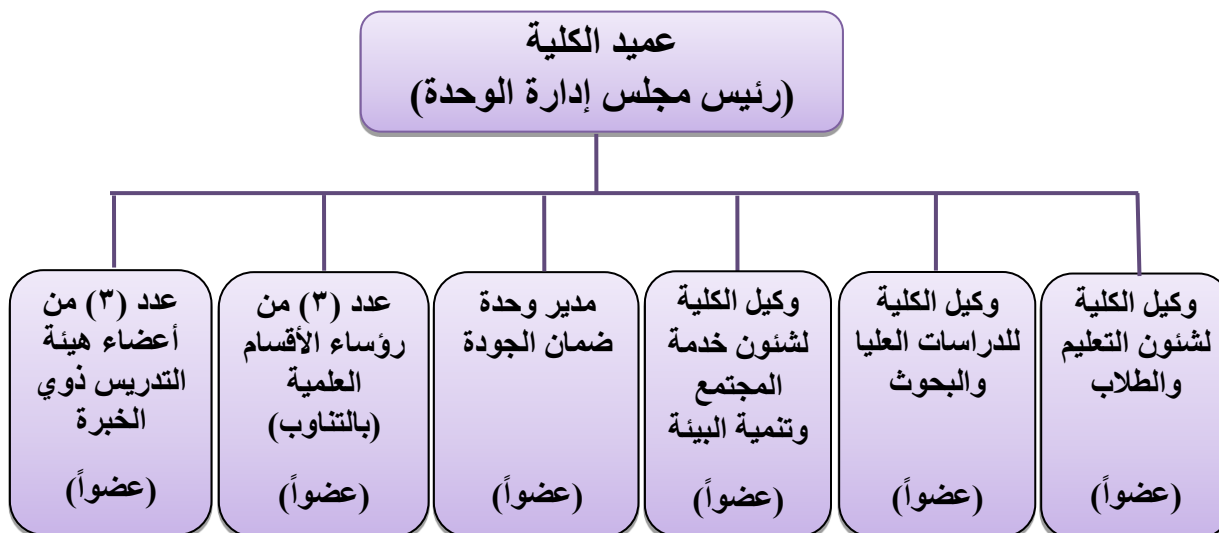 عميد الكلية
(رئيس مجلس إدارة الوحدة)
وكيل الكلية
لشئون التعليم
والطلاب
(عضواً)
وكيل الكلية
للدراسات العليا
والبحوث
(عضواً)
وكيل الكلية
لشئون خدمة
المجتمع
وتنمية البيئة
(عضواً)
مدير وحدة
ضمان الجودة
(عضواً)
عدد (٣) من
رؤساء الأقسام
العلمية
(بالتناوب)
(عضواً)
عدد (٣) من
أعضاء هيئة
التدريس ذوي
الخبرة
(عضواً)